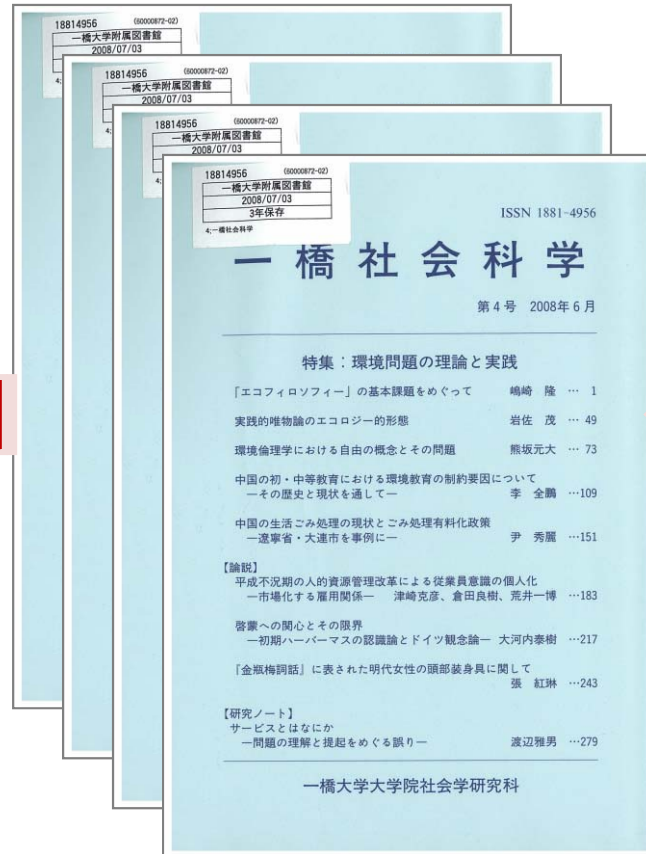 18814956 (60000872-02)
一橋大学附属図書館
2008/07/03
4;
18814956 (60000872-02)
一橋大学附属図書館
2008/07/03
4;
18814956 (60000872-02)
一橋大学附属図書館
2008/07/03
4;
18814956 (60000872-02)
一橋大学附属図書館
2008/07/03
3年保存
4;一橋社会科学
ISSN 1881-4956
一橋社会科学
第4号 2008年6月
特集：環境問題の理論と実践
「エコフィロソフィー」の基本課題をめぐって 嶋崎 隆 … 1
実践的唯物論のエコロジー的形態 岩佐 茂 … 49
環境倫理学における自由の概念とその問題 熊坂元大 … 73
中国の初・中等教育における環境教育の制約要因について
―その歴史と現状を通して― 李 全鵬 …109
中国の生活ごみ処理の現状とごみ処理有料化政策
―遼寧省・大連市を事例に― 尹 秀麗 …151
【論説】
平成不況期の人的資源管理改革による従業員意識の個人化
―市場化する雇用関係― 津崎克彦、倉田良樹、荒井一博 …183
啓蒙への関心とその限界
―初期ハーバーマスの認識論とドイツ観念論― 大河内泰樹 …217
『金瓶梅詞話』に表された明代女性の頭部装身具に関して
張 紅琳 …243
【研究ノート】
サービスとはなにか
―問題の理解と提起をめぐる誤り― 渡辺雅男 …279
一橋大学大学院社会学研究科